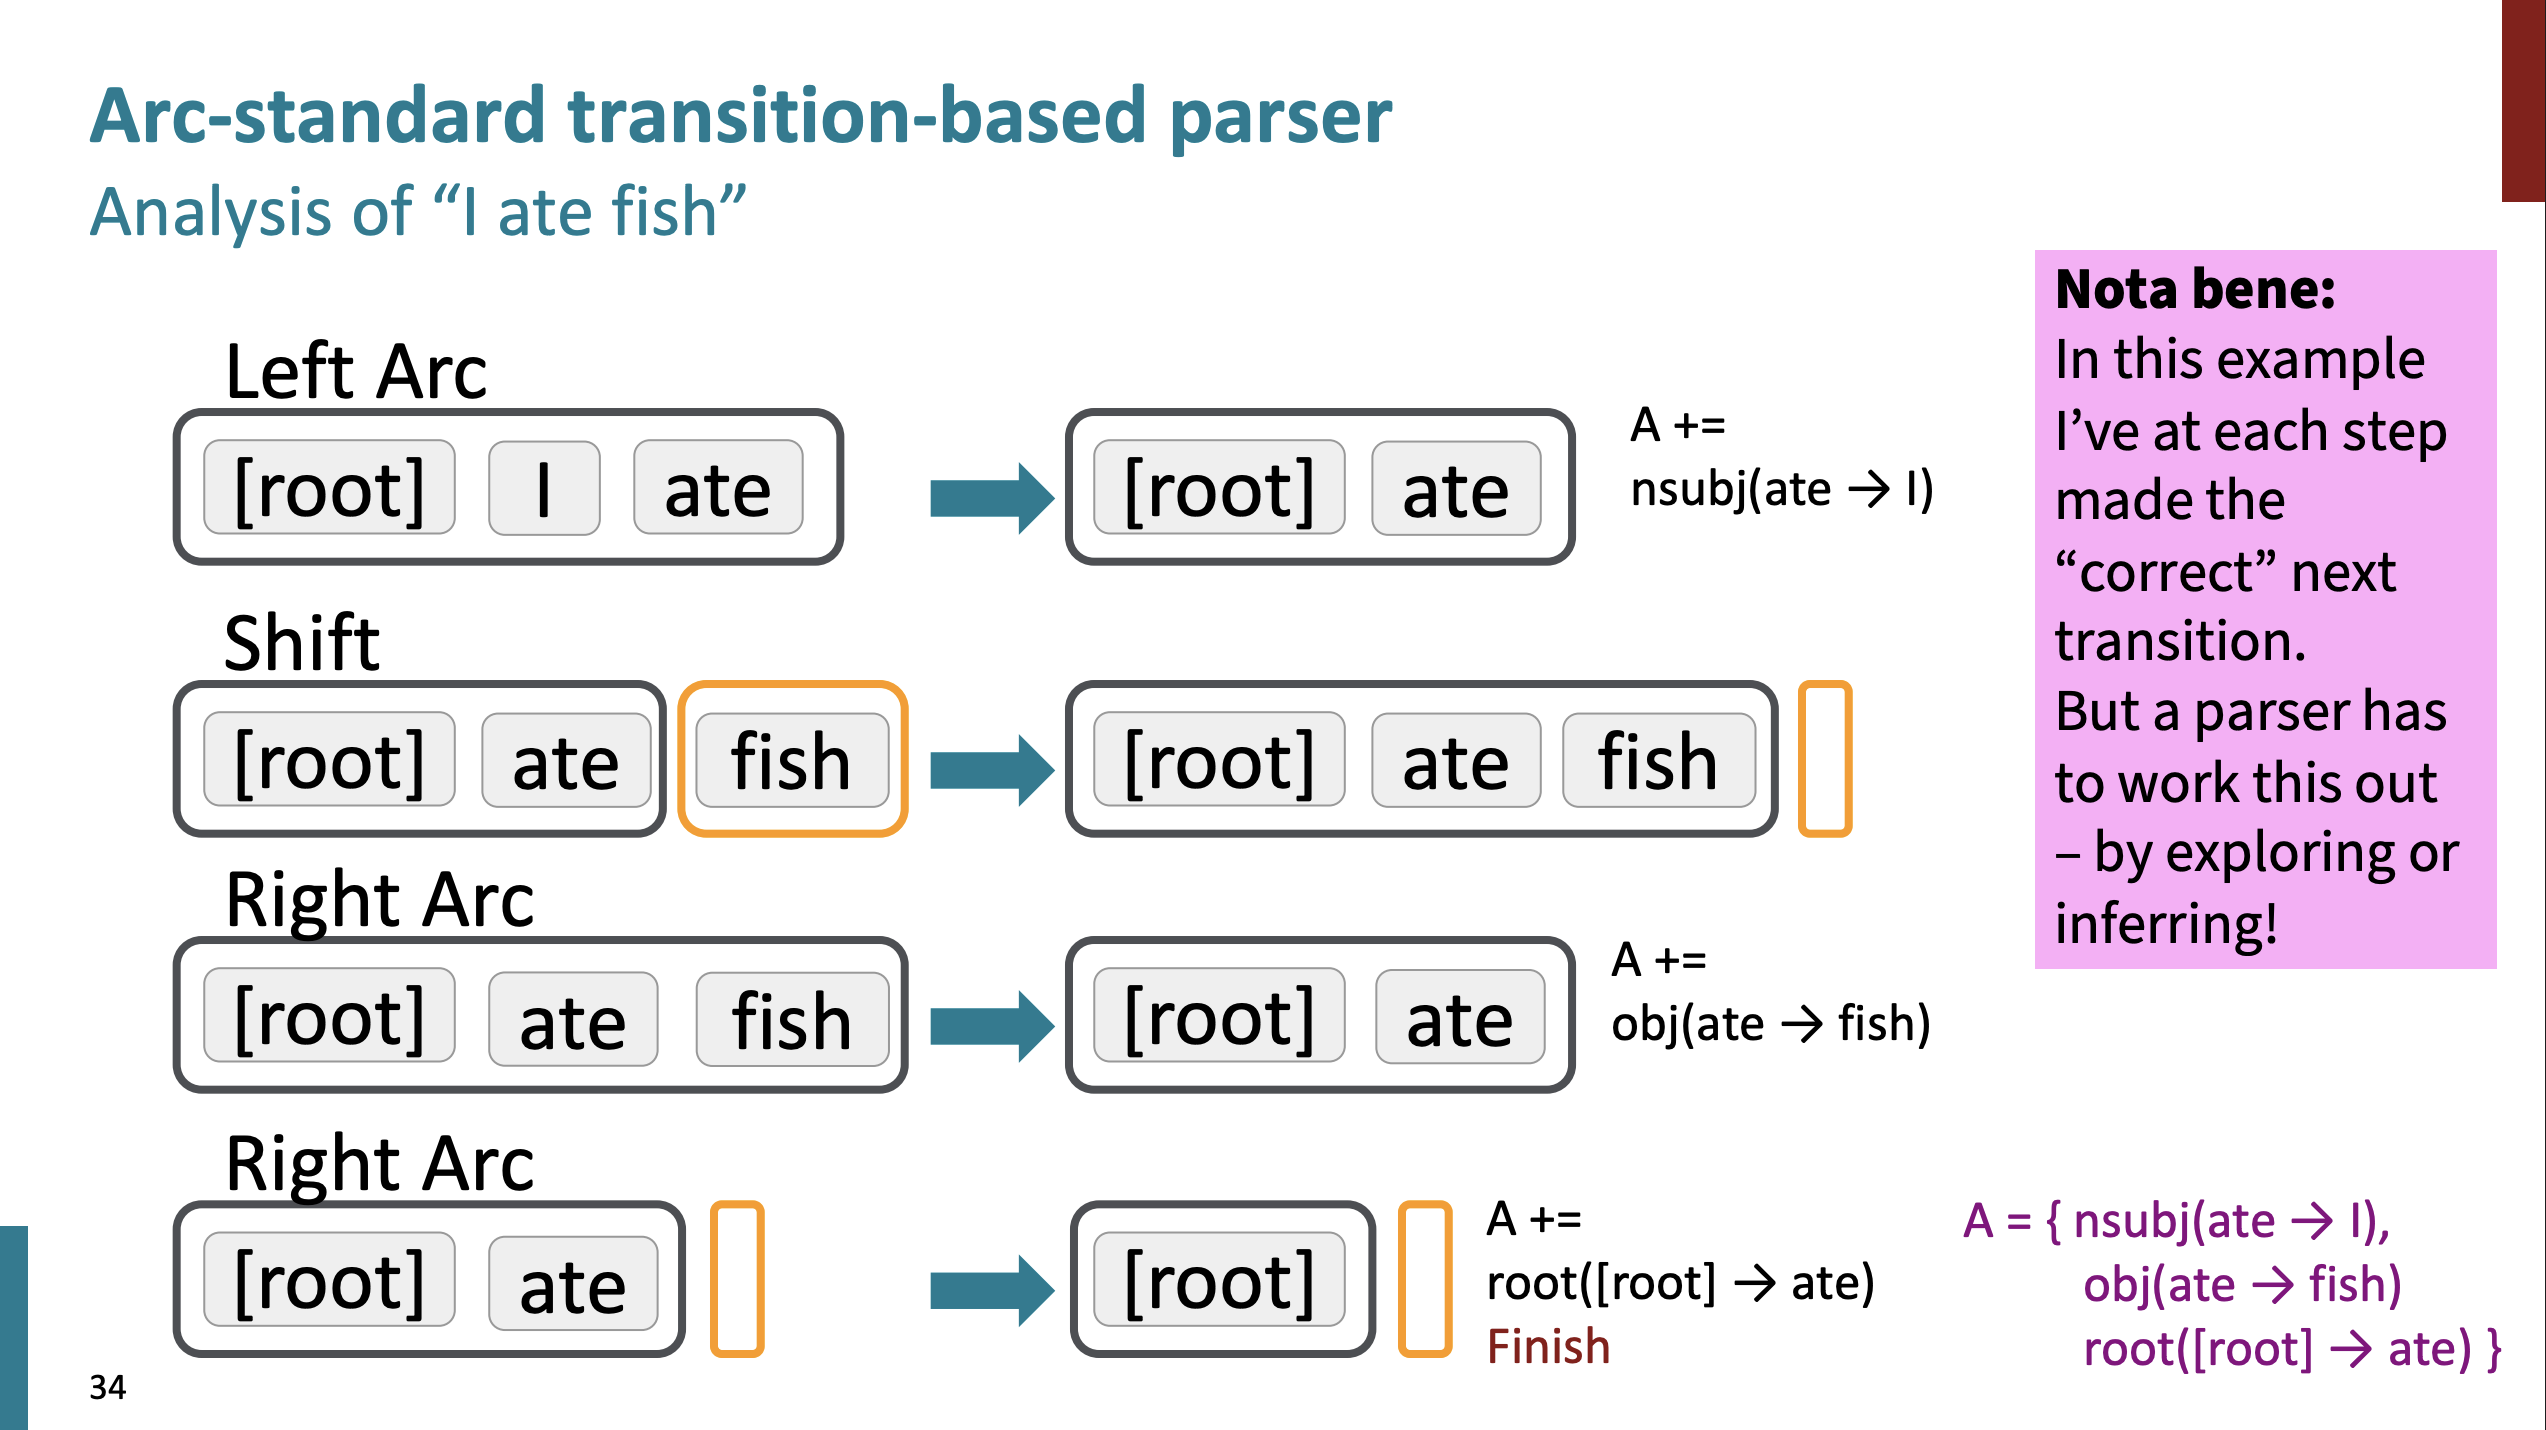 Arc-standard transition-based parser
Analysis of “I ate fish”
Left Arc
[root] I ate
[root] ate
A +=
nsubj(ate → I)
Shift
[root] ate fish
[root] ate fish
Right Arc
[root] ate fish
[root] ate
A +=
obj(ate → fish)
Right Arc
[root] ate
[root]
A +=
root([root] → ate)
Finish
Nota bene:
In this example
I’ve at each step
made the
“correct” next
transition.
But a parser has
to work this out
– by exploring or
inferring!
A = { nsubj(ate → I),
obj(ate → fish)
root([root] → ate) }
34